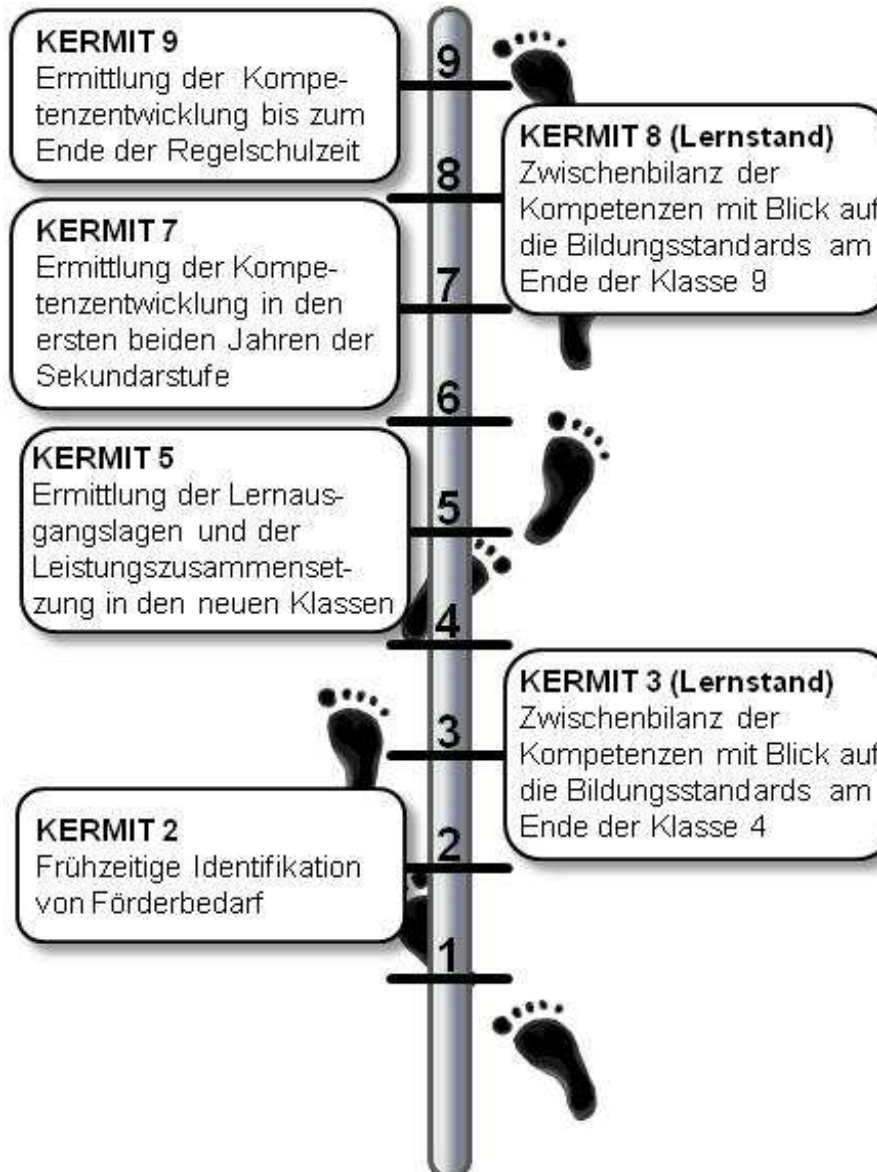 KERMIT 9
Ermittlung der Kompe-
tenzentwicklung bis zum
Ende der Regelschulzeit
9
KERMIT 8 (Lernstand)
Zwischenbilanz der
Kompetenzen mit Blick auf
die Bildungsstandards am
Ende der Klasse 9
8
KERMIT 7
Ermittlung der Kompe-
tenzentwicklung in den
ersten beiden Jahren der
Sekundarstufe
7
6
KERMIT 5
Ermittlung der Lernaus-
gangslagen und der
Leistungszusammenset-
zung in den neuen Klassen
5
4
KERMIT 3 (Lernstand)
Zwischenbilanz der
Kompetenzen mit Blick auf
die Bildungsstandards am
Ende der Klasse 4
3
KERMIT 2
Frühzeitige Identifikation
von Förderbedarf
2
1